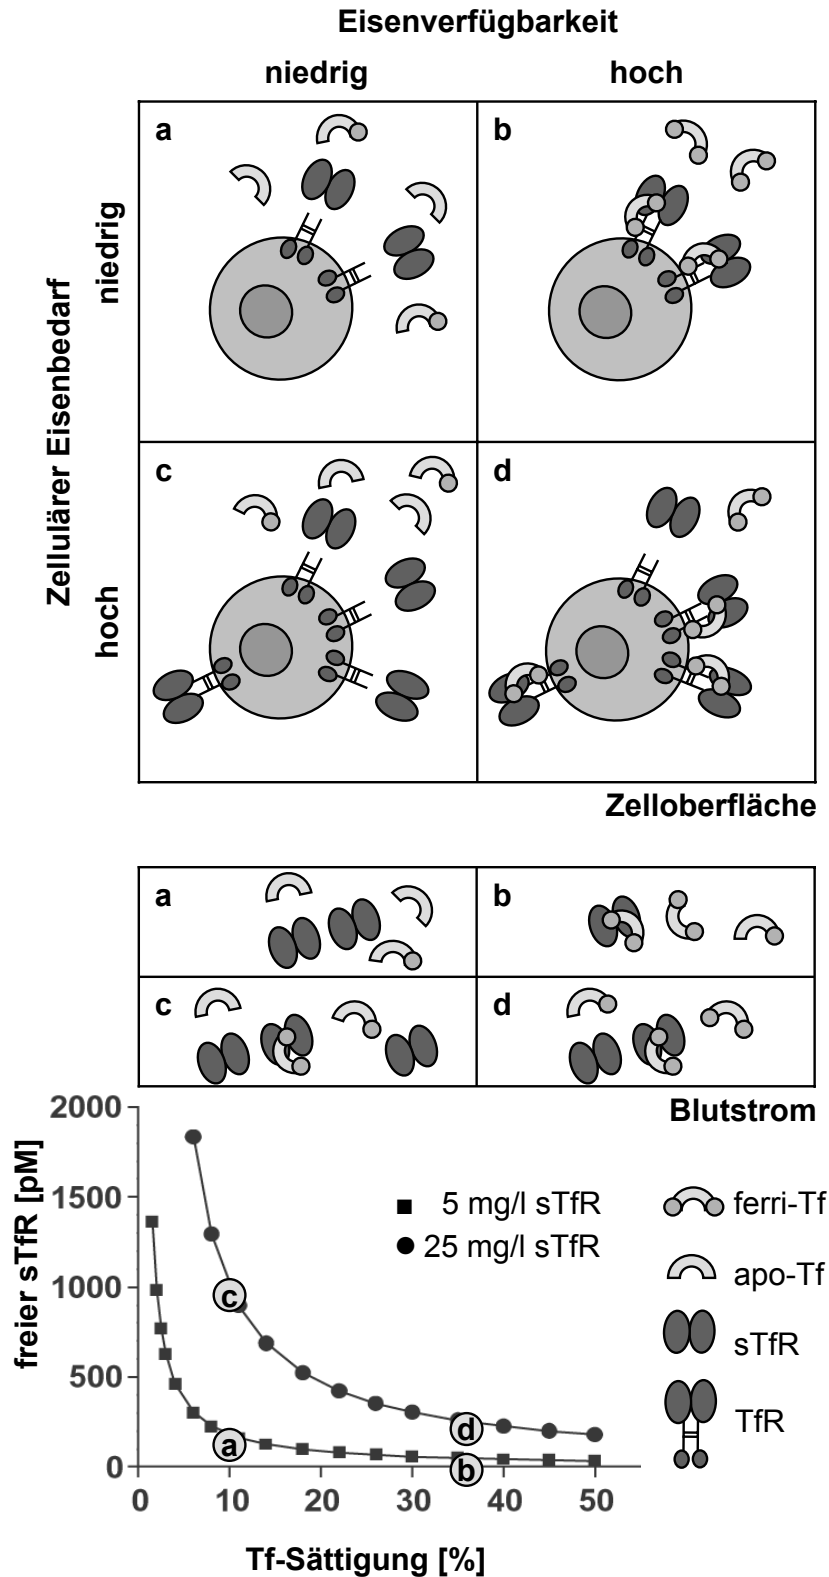 Eisenverfügbarkeit
niedrig hoch
Zellulärer Eisenbedarf
niedrig
hoch
a b
c d
Zelloberfläche
a b
c d
Blutstrom
freier sTfR [pM]
2000
1500
1000
500
0
5 mg/l sTfR
25 mg/l sTfR
c
a
d
b
0 10 20 30 40 50
Tf-Sättigung [%]
ferri-Tf
apo-Tf
sTfR
TfR